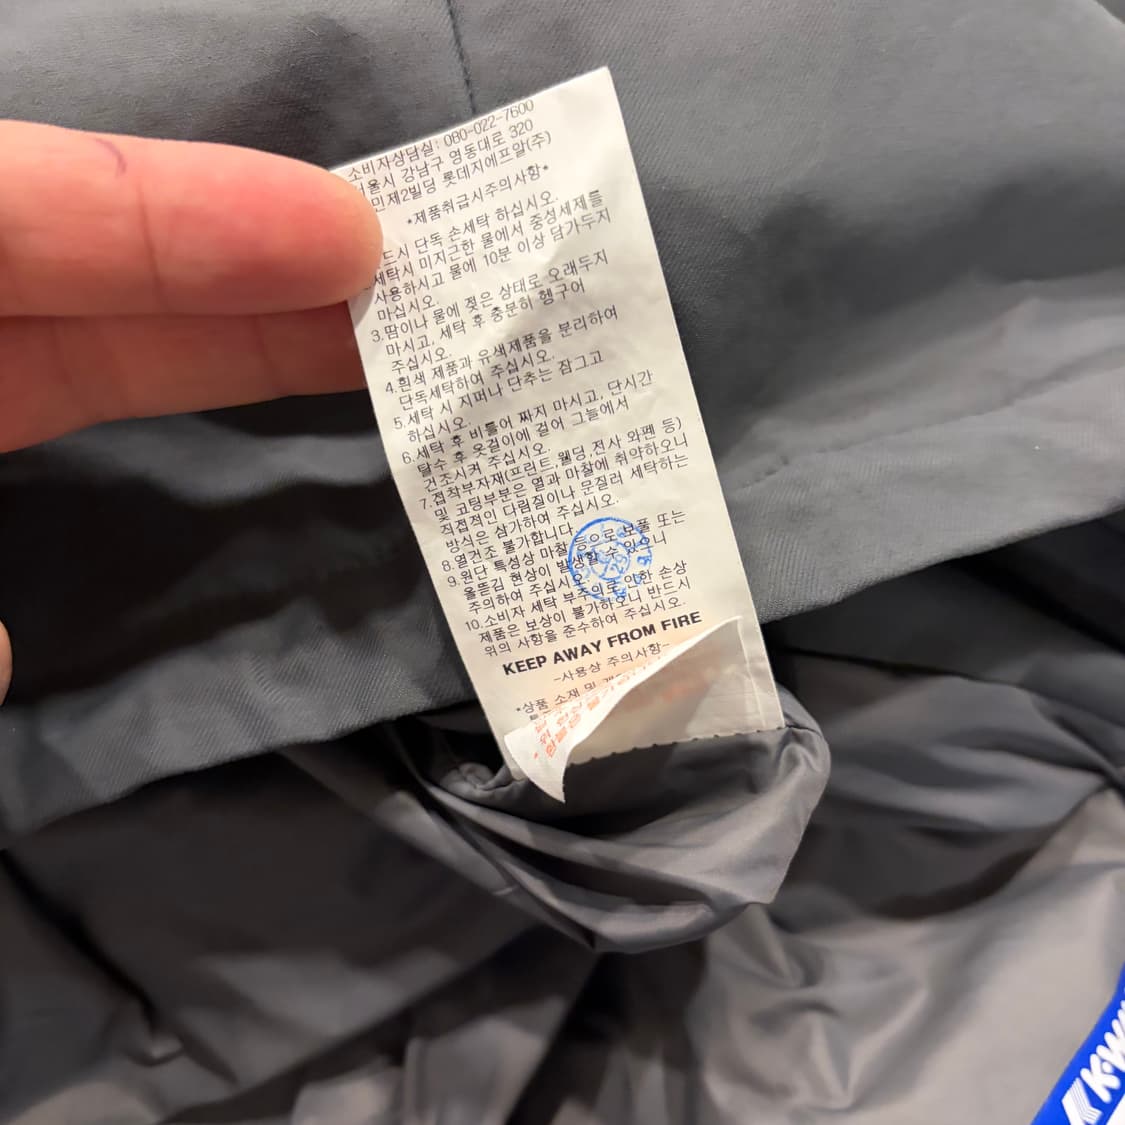 소비자상담실: 080-022-7600
서울시 강남구 영동대로 320
민제2빌딩 롯데지에프알(주)
*제품취급시주의사항*
드시 단독 손세탁 하십시오.
세탁시 미지근한 물에서 중성세제를
사용하시고 물에 10분 이상 담가두지
마십시오.
3.땀이나 물에 젖은 상태로 오래두지
마시고, 세탁 후 충분히 헹구어
주십시오.
4.흰색 제품과 유색제품을 분리하여
단독세탁하여 주십시오.
5.세탁 시 지퍼나 단추는 잠그고
하십시오.
6.세탁 후 비틀어 짜지 마시고, 단시간
탈수 후 옷걸이에 걸어 그늘에서
건조시켜 주십시오.
7.접착부자재(프린트,웰딩,전사 와펜 등)
및 코팅부분은 열과 마찰에 취약하오니
직접적인 다림질이나 문질러 세탁하는
방식은 삼가하여 주십시오.
8.열건조 불가합니다.
9.원단 특성상 마찰 등으로 보풀 또는
올뜯김 현상이 발생할 수 있으니
주의하여 주십시오.
10.소비자 세탁 부주의로 인한 손상
제품은 보상이 불가하오니 반드시
위의 사항을 준수하여 주십시오.
KEEP AWAY FROM FIRE
-사용상 주의사항-
*상품 소재 및